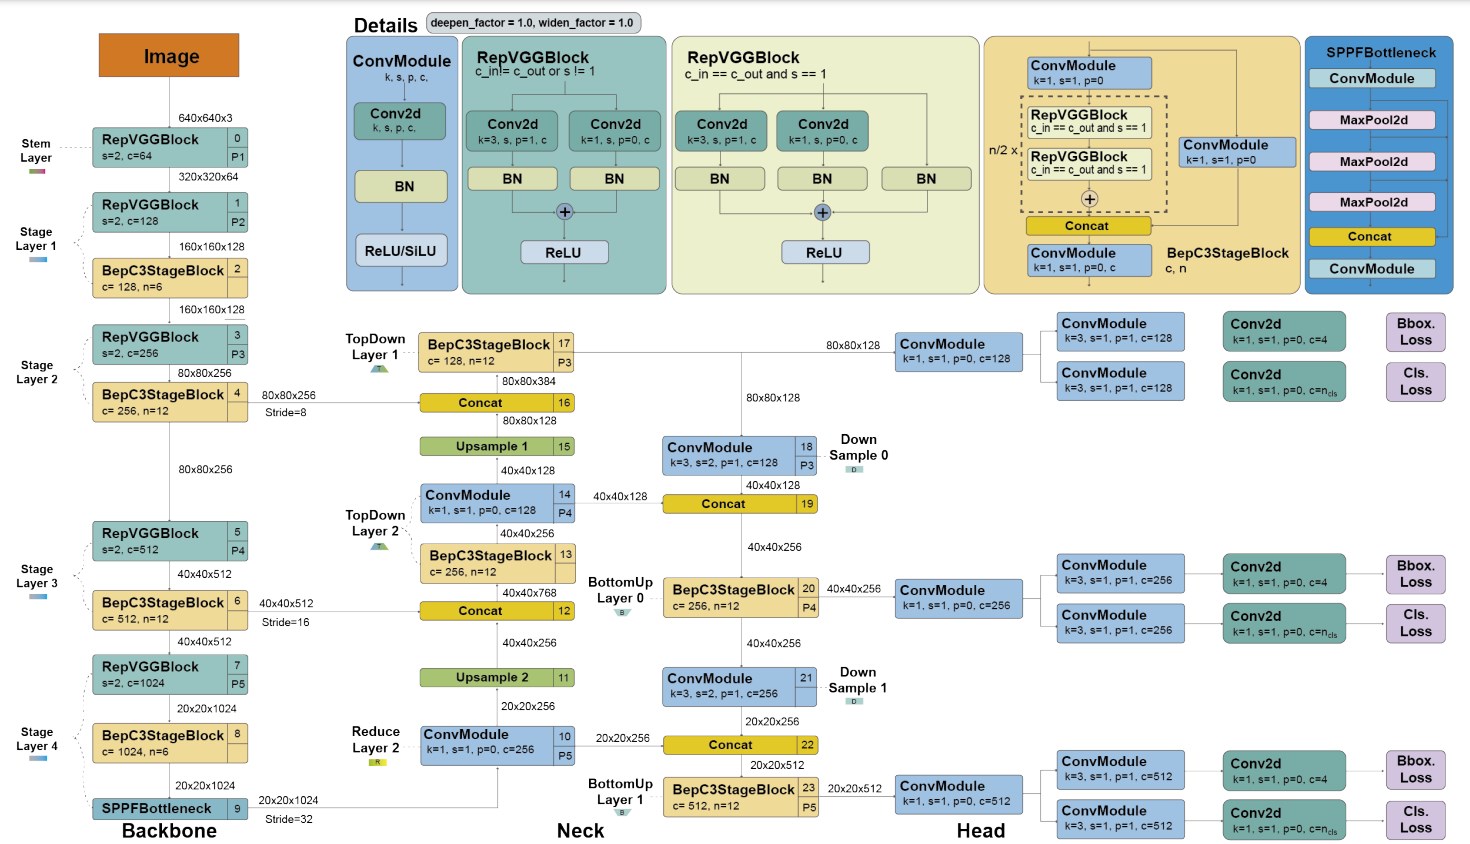 Details
deepen_factor = 1.0, widen_factor = 1.0
Image
640x640x3
Stem
Layer
RepVGGBlock
s=2, c=64
0
P1
320x320x64
Stage
Layer 1
RepVGGBlock
s=2, c=128
1
P2
160x160x128
BepC3StageBlock
c= 128, n=6
2
160x160x128
Stage
Layer 2
RepVGGBlock
s=2, c=256
3
P3
80x80x256
BepC3StageBlock
c= 256, n=12
4
80x80x256
Stride=8
80x80x256
Stage
Layer 3
RepVGGBlock
s=2, c=512
5
P4
40x40x512
BepC3StageBlock
c= 512, n=12
6
40x40x512
Stride=16
40x40x512
Stage
Layer 4
RepVGGBlock
s=2, c=1024
7
P5
20x20x1024
BepC3StageBlock
c= 1024, n=6
8
20x20x1024
SPPFBottleneck
9
20x20x1024
Stride=32
Backbone
ConvModule
k, s, p, c,
Conv2d
k, s, p, c,
BN
ReLU/SiLU
RepVGGBlock
c_in!= c_out or s != 1
Conv2d
k=3, s, p=1, c
Conv2d
k=1, s, p=0, c
BN
BN
+
ReLU
RepVGGBlock
c_in == c_out and s == 1
Conv2d
k=3, s, p=1, c
Conv2d
k=1, s, p=0, c
BN
BN
BN
+
ReLU
ConvModule
k=1, s=1, p=0
n/2 x
RepVGGBlock
c_in == c_out and s == 1
RepVGGBlock
c_in == c_out and s == 1
+
ConvModule
k=1, s=1, p=0
Concat
ConvModule
k=1, s=1, p=0, c
BepC3StageBlock
c, n
SPPFBottleneck
ConvModule
MaxPool2d
MaxPool2d
MaxPool2d
Concat
ConvModule
TopDown
Layer 1
T
BepC3StageBlock
c= 128, n=12
17
P3
80x80x384
Concat
16
80x80x128
Upsample 1
15
40x40x128
TopDown
Layer 2
T
ConvModule
k=1, s=1, p=0, c=128
14
P4
40x40x128
40x40x256
BepC3StageBlock
c= 256, n=12
13
40x40x768
Concat
12
40x40x256
Upsample 2
11
20x20x256
Reduce
Layer 2
R
ConvModule
k=1, s=1, p=0, c=256
10
P5
20x20x256
Neck
80x80x128
ConvModule
k=3, s=2, p=1, c=128
18
P3
Down
Sample 0
D
40x40x128
Concat
19
40x40x256
BottomUp
Layer 0
B
BepC3StageBlock
c= 256, n=12
20
P4
40x40x256
40x40x256
ConvModule
k=3, s=2, p=1, c=256
21
Down
Sample 1
D
20x20x256
Concat
22
20x20x512
BottomUp
Layer 1
B
BepC3StageBlock
c= 512, n=12
23
P5
20x20x512
80x80x128
ConvModule
k=1, s=1, p=0, c=128
ConvModule
k=3, s=1, p=1, c=128
Conv2d
k=1, s=1, p=0, c=4
Bbox.
Loss
ConvModule
k=3, s=1, p=1, c=128
Conv2d
k=1, s=1, p=0, c=ncls
Cls.
Loss
ConvModule
k=1, s=1, p=0, c=256
ConvModule
k=3, s=1, p=1, c=256
Conv2d
k=1, s=1, p=0, c=4
Bbox.
Loss
ConvModule
k=3, s=1, p=1, c=256
Conv2d
k=1, s=1, p=0, c=ncls
Cls.
Loss
ConvModule
k=1, s=1, p=0, c=512
ConvModule
k=3, s=1, p=1, c=512
Conv2d
k=1, s=1, p=0, c=4
Bbox.
Loss
ConvModule
k=3, s=1, p=1, c=512
Conv2d
k=1, s=1, p=0, c=ncls
Cls.
Loss
Head